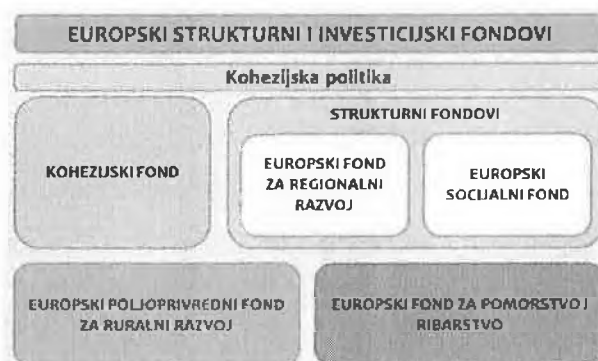 EUROPSKI STRUKTURNI I INVESTICIJSKI FONDOVI
Kohezijska politika
KOHEZIJSKI FOND
STRUKTURNI FONDOVI
EUROPSKI FOND
ZA REGIONALNI
RAZVOJ
EUROPSKI
SOCIJALNI FOND
EUROPSKI POLJOPRIVREDNI FOND
ZA RURALNI RAZVOJ
EUROPSKI FOND ZA POMORSTVO I
RIBARSTVO